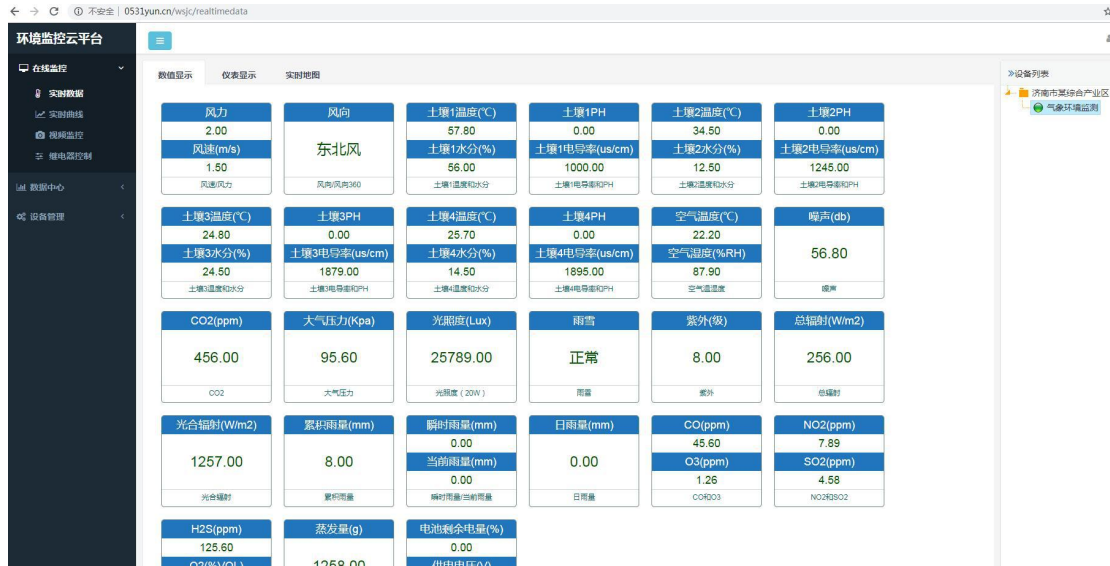 不安全 | 0531yun.cn/wsjc/realtimedata
环境监控云平台
在线监控
实时数据
实时曲线
视频监控
继电器控制
数据中心
设备管理
数值显示 仪表显示 实时地图
风力 风向 土壤1温度(℃) 土壤1PH 土壤2温度(℃) 土壤2PH
2.00 57.80 0.00 34.50 0.00
风速(m/s) 东北风 土壤1水分(%) 土壤1电导率(us/cm) 土壤2水分(%) 土壤2电导率(us/cm)
1.50 56.00 1000.00 12.50 1245.00
风速/风力 风向/风向360 土壤1温度和水分 土壤1电导率和PH 土壤2温度和水分 土壤2电导率和PH
土壤3温度(℃) 土壤3PH 土壤4温度(℃) 土壤4PH 空气温度(℃) 噪声(db)
24.80 0.00 25.70 0.00 22.20
土壤3水分(%) 土壤3电导率(us/cm) 土壤4水分(%) 土壤4电导率(us/cm) 空气湿度(%RH) 56.80
24.50 1879.00 14.50 1895.00 87.90
土壤3温度和水分 土壤3电导率和PH 土壤4温度和水分 土壤4电导率和PH 空气温湿度 噪声
CO2(ppm) 大气压力(Kpa) 光照度(Lux) 雨雪 紫外(级) 总辐射(W/m2)
456.00 95.60 25789.00 正常 8.00 256.00
CO2 大气压力 光照度（20W） 雨雪 紫外 总辐射
光合辐射(W/m2) 累积雨量(mm) 瞬时雨量(mm) 日雨量(mm) CO(ppm) NO2(ppm)
0.00 45.60 7.89
1257.00 8.00 当前雨量(mm) 0.00 O3(ppm) SO2(ppm)
0.00 1.26 4.58
光合辐射 累积雨量 瞬时雨量/当前雨量 日雨量 CO和O3 NO2和SO2
H2S(ppm) 蒸发量(g) 电池剩余电量(%)
125.60 0.00
O2(%VOL) 1258.00 供电电压(V)
设备列表
济南市某综合产业区
气象环境监测